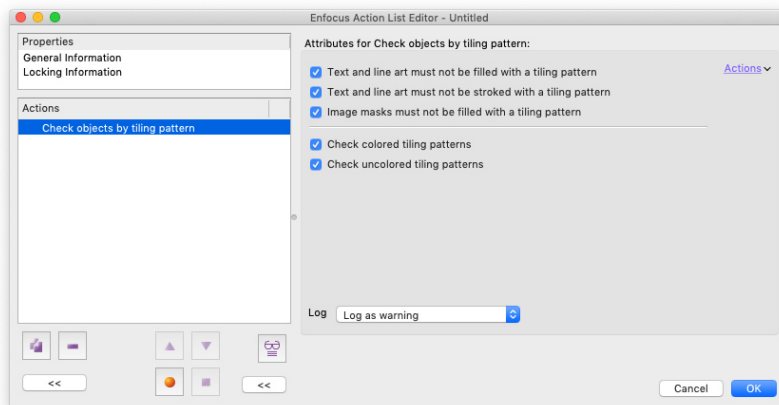 Enfocus Action List Editor - Untitled
Properties
General Information
Locking Information
Actions
Check objects by tiling pattern
<<
<<
Attributes for Check objects by tiling pattern:
Actions
Text and line art must not be filled with a tiling pattern
Text and line art must not be stroked with a tiling pattern
Image masks must not be filled with a tiling pattern
Check colored tiling patterns
Check uncolored tiling patterns
Log Log as warning
Cancel OK